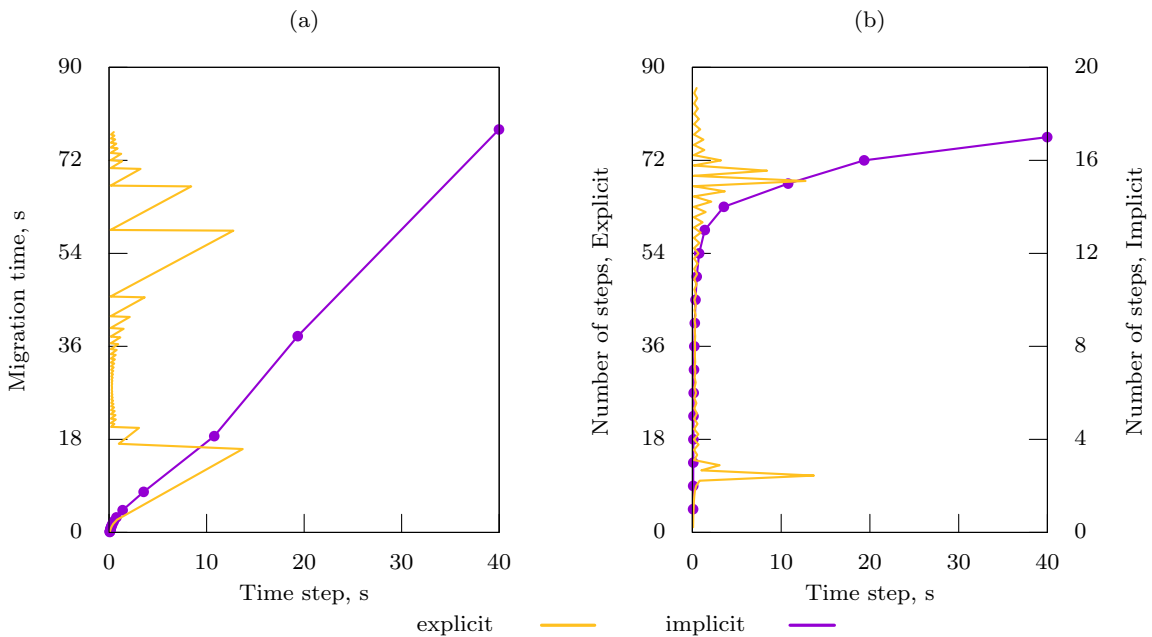 (a)
(b)
Migration time, s
90
72
54
36
18
0
0 10 20 30 40
Time step, s
Number of steps, Explicit
90
72
54
36
18
0
0 10 20 30 40
Time step, s
20
16
12
8
4
0
Number of steps, Implicit
explicit
implicit